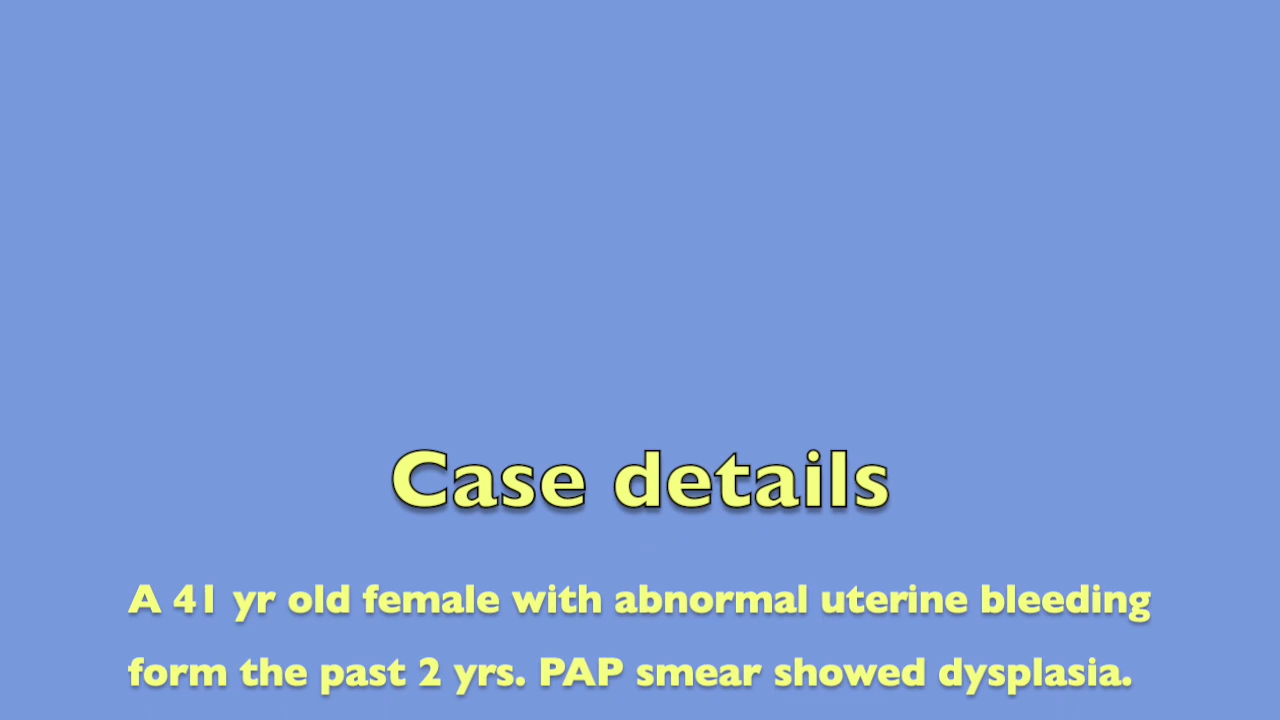 Case details
A 41 yr old female with abnormal uterine bleeding
form the past 2 yrs. PAP smear showed dysplasia.